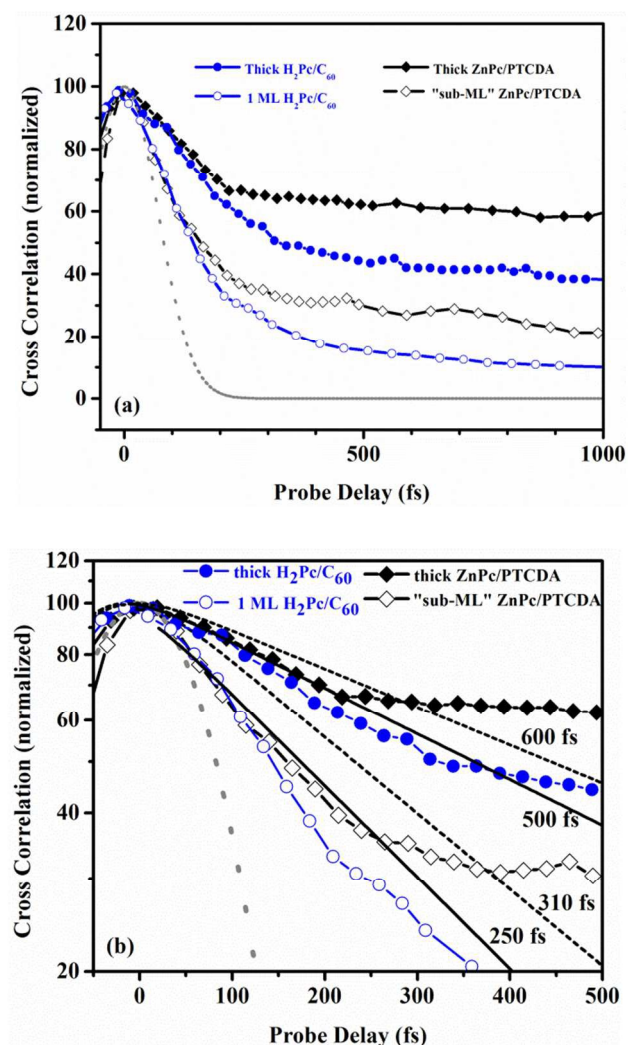 120
100
80
60
40
20
0
Cross Correlation (normalized)
Thick H₂Pc/C₆₀
1 ML H₂Pc/C₆₀
Thick ZnPc/PTCDA
"sub-ML" ZnPc/PTCDA
(a)
0 500 1000
Probe Delay (fs)
120
100
80
60
40
20
Cross Correlation (normalized)
thick H₂Pc/C₆₀
1 ML H₂Pc/C₆₀
thick ZnPc/PTCDA
"sub-ML" ZnPc/PTCDA
600 fs
500 fs
310 fs
250 fs
(b)
0 100 200 300 400 500
Probe Delay (fs)